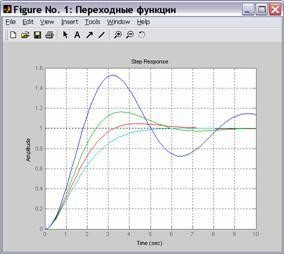 Figure No. 1: Переходные функции
File Edit View Insert Tools Window Help
Step Response
Amplitude
1.6
1.4
1.2
1
0.8
0.6
0.4
0.2
0
0 1 2 3 4 5 6 7 8 9 10
Time (sec)